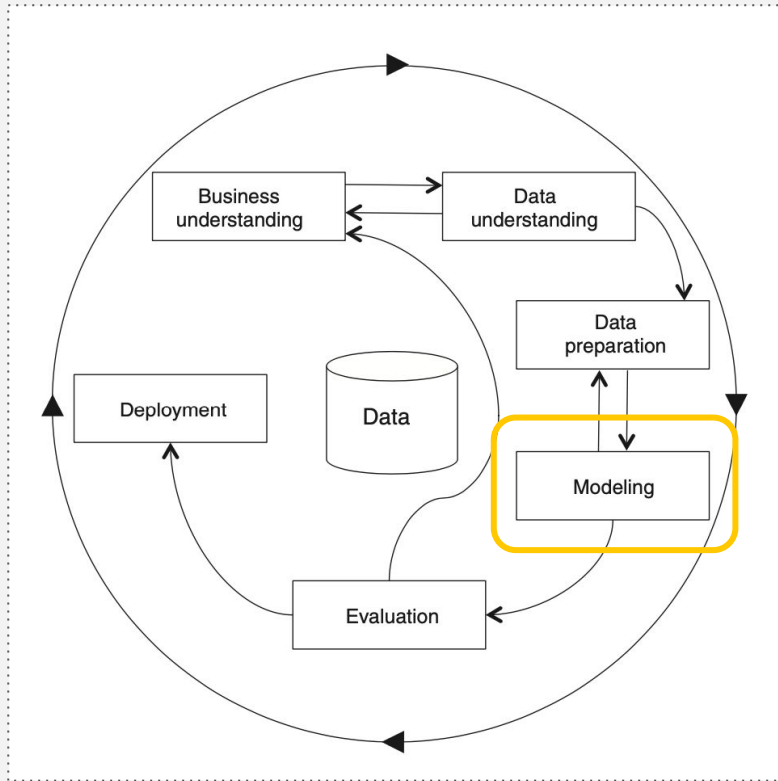 Business
understanding
Data
understanding
Data
preparation
Deployment
Data
Modeling
Evaluation